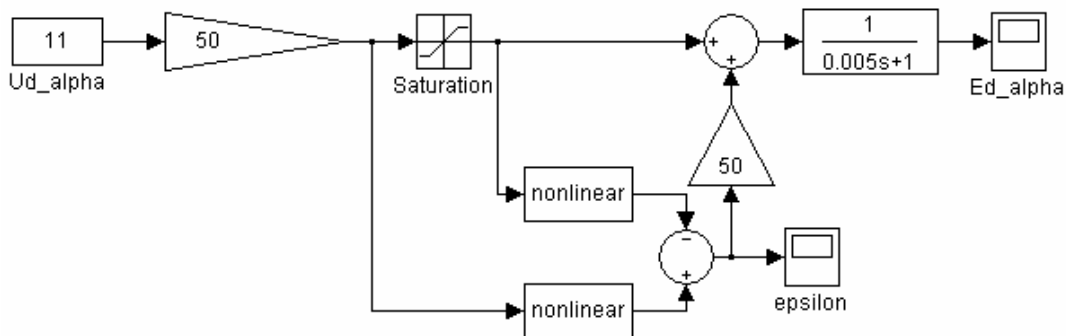 11
Ud_alpha
50
Saturation
+
+
1
0.005s+1
Ed_alpha
50
nonlinear
-
+
nonlinear
epsilon